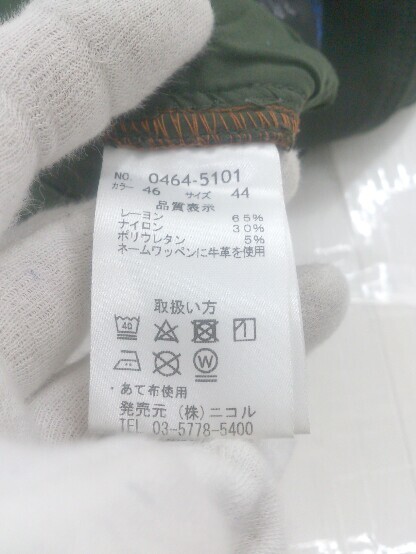 NO. 0464-5101
カラー 46 サイズ 44
品質表示
レーヨン 65%
ナイロン 30%
ポリウレタン 5%
ネームワッペンに牛革を使用
取扱い方
40
W
・あて布使用
発売元 (株)ニコル
TEL 03-5778-5400